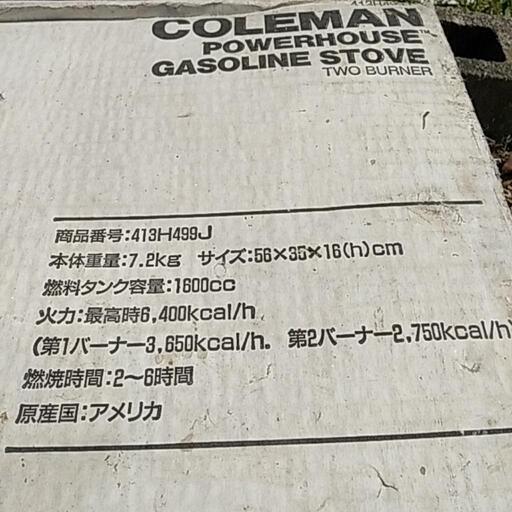 COLEMAN
POWERHOUSE™
GASOLINE STOVE
TWO BURNER
商品番号:413H499J
本体重量:7.2kg サイズ:56×35×16(h)cm
燃料タンク容量:1600cc
火力:最高時6,400kcal/h
(第1バーナー3,650kcal/h. 第2バーナー2,750kcal/h)
燃焼時間:2〜6時間
原産国:アメリカ